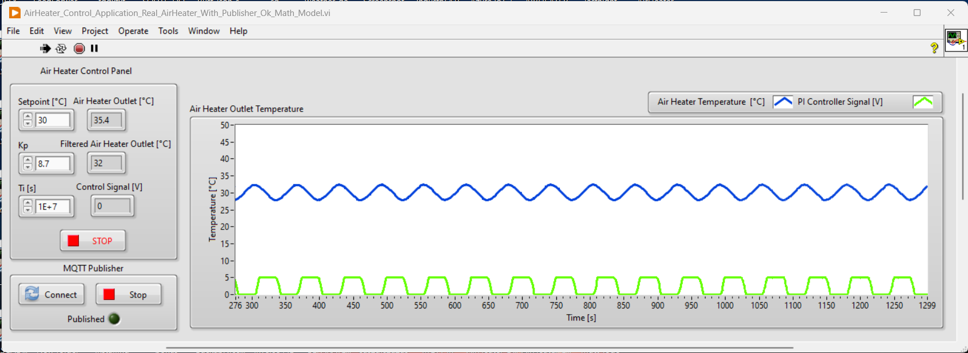 AirHeater_Control_Application_Real_AirHeater_With_Publisher_Ok_Math_Model.vi
File Edit View Project Operate Tools Window Help
?
1
Air Heater Control Panel
Setpoint [°C] Air Heater Outlet [°C]
30 35.4
Kp Filtered Air Heater Outlet [°C]
8.7 32
Ti [s] Control Signal [V]
1E+7 0
STOP
MQTT Publisher
Connect Stop
Published
Air Heater Outlet Temperature
Air Heater Temperature [°C] PI Controller Signal [V]
Temperature [°C]
50
45
40
35
30
25
20
15
10
5
0
276 300 350 400 450 500 550 600 650 700 750 800 850 900 950 1000 1050 1100 1150 1200 1250 1299
Time [s]